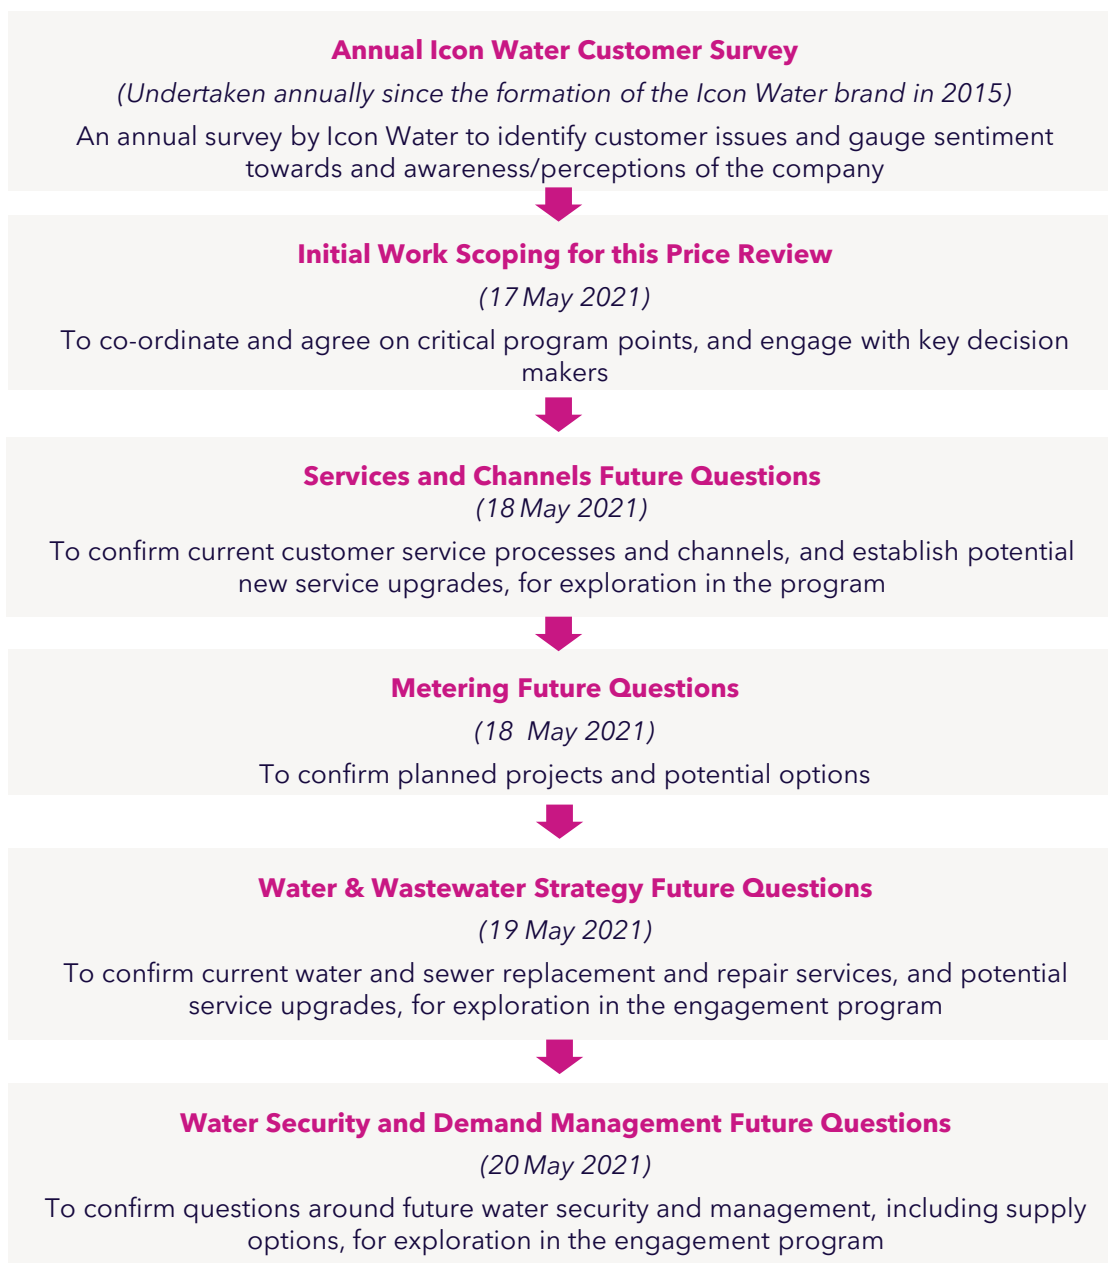 Annual Icon Water Customer Survey
(Undertaken annually since the formation of the Icon Water brand in 2015)
An annual survey by Icon Water to identify customer issues and gauge sentiment
towards and awareness/perceptions of the company
Initial Work Scoping for this Price Review
(17 May 2021)
To co-ordinate and agree on critical program points, and engage with key decision
makers
Services and Channels Future Questions
(18 May 2021)
To confirm current customer service processes and channels, and establish potential
new service upgrades, for exploration in the program
Metering Future Questions
(18 May 2021)
To confirm planned projects and potential options
Water & Wastewater Strategy Future Questions
(19 May 2021)
To confirm current water and sewer replacement and repair services, and potential
service upgrades, for exploration in the engagement program
Water Security and Demand Management Future Questions
(20 May 2021)
To confirm questions around future water security and management, including supply
options, for exploration in the engagement program